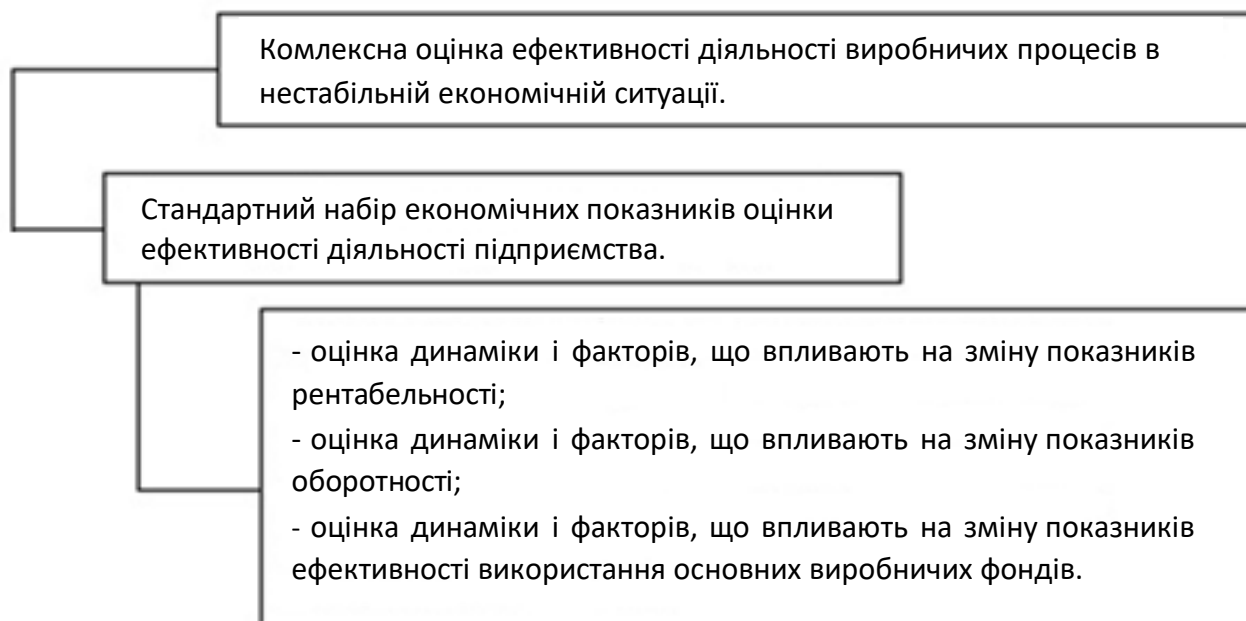 Комлексна оцінка ефективності діяльності виробничих процесів в
нестабільній економічній ситуації.
Стандартний набір економічних показників оцінки
ефективності діяльності підприємства.
- оцінка динаміки і факторів, що впливають на зміну показників
рентабельності;
- оцінка динаміки і факторів, що впливають на зміну показників
оборотності;
- оцінка динаміки і факторів, що впливають на зміну показників
ефективності використання основних виробничих фондів.